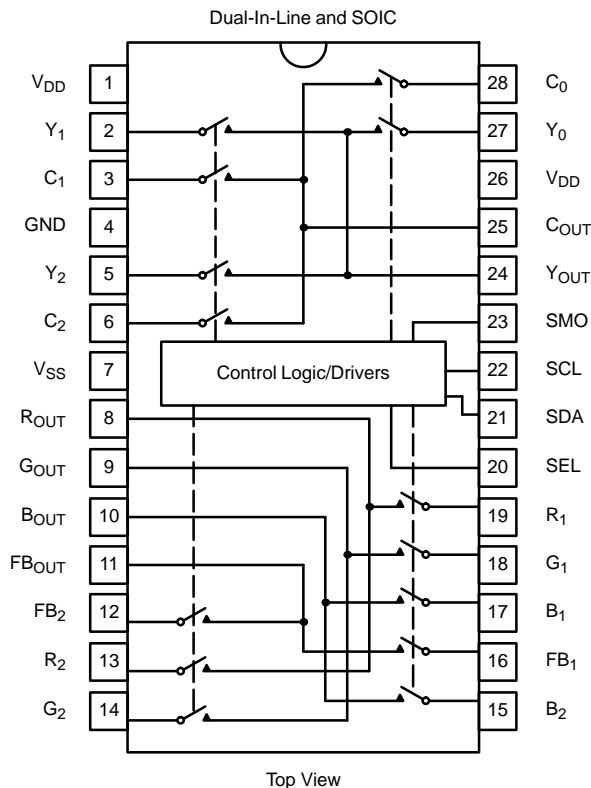 Dual-In-Line and SOIC
VDD 1 28 C0
Y1 2 27 Y0
C1 3 26 VDD
GND 4 25 COUT
Y2 5 24 YOUT
C2 6 23 SMO
VSS 7 Control Logic/Drivers 22 SCL
ROUT 8 21 SDA
GOUT 9 20 SEL
BOUT 10 19 R1
FBOUT 11 18 G1
FB2 12 17 B1
R2 13 16 FB1
G2 14 15 B2
Top View